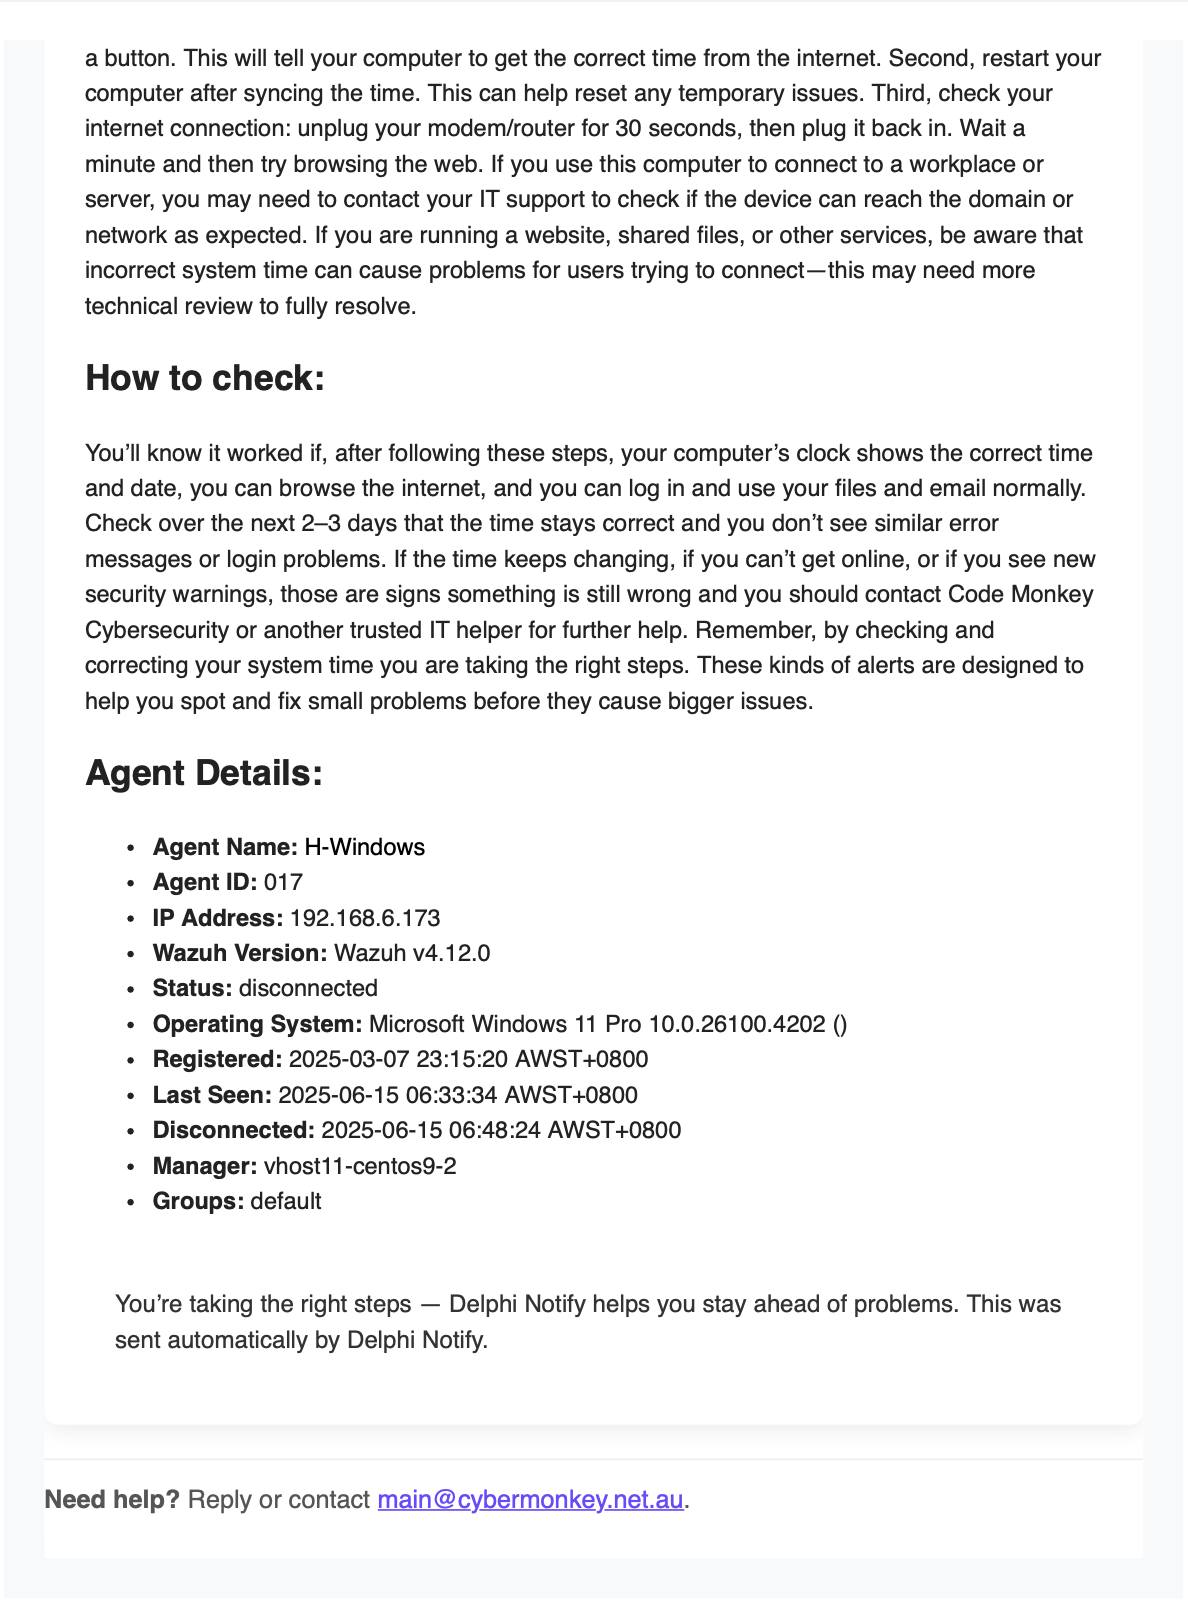 a button. This will tell your computer to get the correct time from the internet. Second, restart your
computer after syncing the time. This can help reset any temporary issues. Third, check your
internet connection: unplug your modem/router for 30 seconds, then plug it back in. Wait a
minute and then try browsing the web. If you use this computer to connect to a workplace or
server, you may need to contact your IT support to check if the device can reach the domain or
network as expected. If you are running a website, shared files, or other services, be aware that
incorrect system time can cause problems for users trying to connect—this may need more
technical review to fully resolve.
How to check:
You’ll know it worked if, after following these steps, your computer’s clock shows the correct time
and date, you can browse the internet, and you can log in and use your files and email normally.
Check over the next 2–3 days that the time stays correct and you don’t see similar error
messages or login problems. If the time keeps changing, if you can’t get online, or if you see new
security warnings, those are signs something is still wrong and you should contact Code Monkey
Cybersecurity or another trusted IT helper for further help. Remember, by checking and
correcting your system time you are taking the right steps. These kinds of alerts are designed to
help you spot and fix small problems before they cause bigger issues.
Agent Details:
• Agent Name: H-Windows
• Agent ID: 017
• IP Address: 192.168.6.173
• Wazuh Version: Wazuh v4.12.0
• Status: disconnected
• Operating System: Microsoft Windows 11 Pro 10.0.26100.4202 ()
• Registered: 2025-03-07 23:15:20 AWST+0800
• Last Seen: 2025-06-15 06:33:34 AWST+0800
• Disconnected: 2025-06-15 06:48:24 AWST+0800
• Manager: vhost11-centos9-2
• Groups: default
You’re taking the right steps — Delphi Notify helps you stay ahead of problems. This was
sent automatically by Delphi Notify.
Need help? Reply or contact main@cybermonkey.net.au.